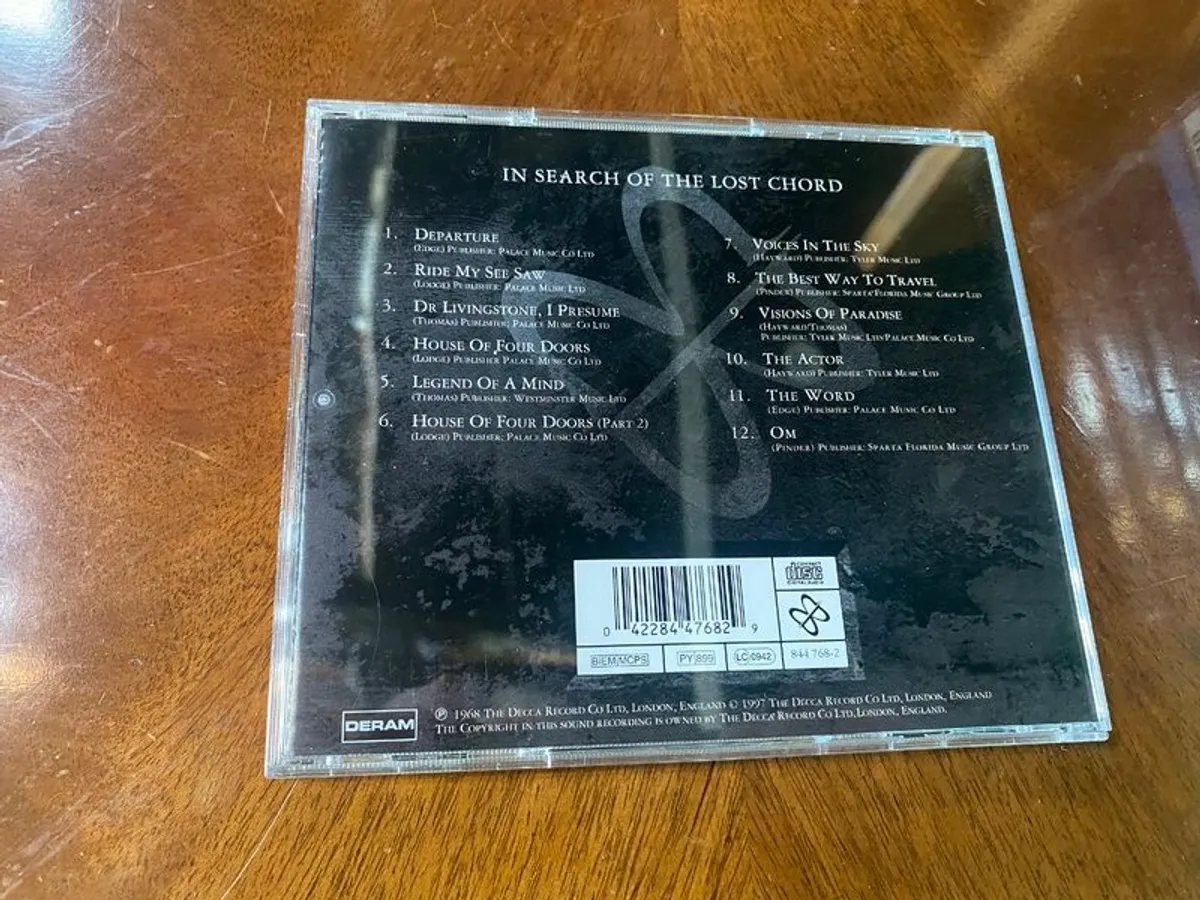 IN SEARCH OF THE LOST CHORD
1. DEPARTURE
(EDGE) PUBLISHER: PALACE MUSIC CO LTD
2. RIDE MY SEE SAW
(LODGE) PUBLISHER: PALACE MUSIC LTD
3. DR LIVINGSTONE, I PRESUME
(THOMAS) PUBLISHER: PALACE MUSIC CO LTD
4. HOUSE OF FOUR DOORS
(LODGE) PUBLISHER PALACE MUSIC CO LTD
5. LEGEND OF A MIND
(THOMAS) PUBLISHER: WESTMINSTER MUSIC LTD
6. HOUSE OF FOUR DOORS (PART 2)
(LODGE) PUBLISHER: PALACE MUSIC CO LTD
7. VOICES IN THE SKY
(HAYWARD) PUBLISHER: TYLER MUSIC LTD
8. THE BEST WAY TO TRAVEL
(PINDER) PUBLISHER: SPARTA FLORIDA MUSIC GROUP LTD
9. VISIONS OF PARADISE
(HAYWARD/THOMAS)
PUBLISHER: TYLER MUSIC LTD/PALACE MUSIC CO LTD
10. THE ACTOR
(HAYWARD) PUBLISHER: TYLER MUSIC LTD
11. THE WORD
(EDGE) PUBLISHER: PALACE MUSIC CO LTD
12. OM
(PINDER) PUBLISHER: SPARTA FLORIDA MUSIC GROUP LTD
COMPACT
disc
0 42284 47682 9
BIEM/MCPS
PY 899
LC 0942
844 768-2
DERAM
℗ 1968 THE DECCA RECORD CO LTD, LONDON, ENGLAND © 1997 THE DECCA RECORD CO LTD, LONDON, ENGLAND
THE COPYRIGHT IN THIS SOUND RECORDING IS OWNED BY THE DECCA RECORD CO LTD, LONDON, ENGLAND.